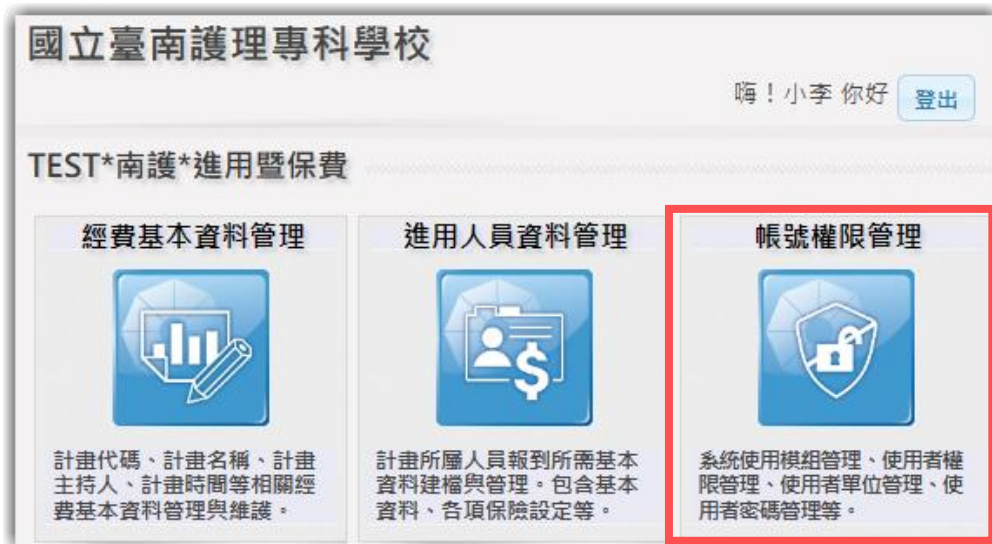 國立臺南護理專科學校
嗨！小李 你好 登出
TEST*南護*進用暨保費
經費基本資料管理
計畫代碼、計畫名稱、計畫
主持人、計畫時間等相關經
費基本資料管理與維護。
進用人員資料管理
計畫所屬人員報到所需基本
資料建檔與管理。包含基本
資料、各項保險設定等。
帳號權限管理
系統使用模組管理、使用者權
限管理、使用者單位管理、使
用者密碼管理等。